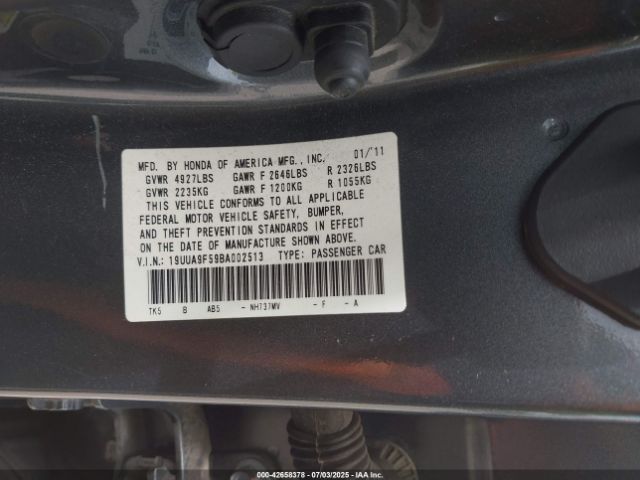 MFD. BY HONDA OF AMERICA MFG., INC. 01/'11
GVWR 4927LBS GAWR F 2646LBS R 2326LBS
GVWR 2235KG GAWR F 1200KG R 1055KG
THIS VEHICLE CONFORMS TO ALL APPLICABLE
FEDERAL MOTOR VEHICLE SAFETY, BUMPER,
AND THEFT PREVENTION STANDARDS IN EFFECT
ON THE DATE OF MANUFACTURE SHOWN ABOVE.
V.I.N.: 19UUA9F59BA002513 TYPE: PASSENGER CAR
TK5 B AB5 - NH737MV - F - A
000-42658378 - 07/03/2025 - IAA Inc.